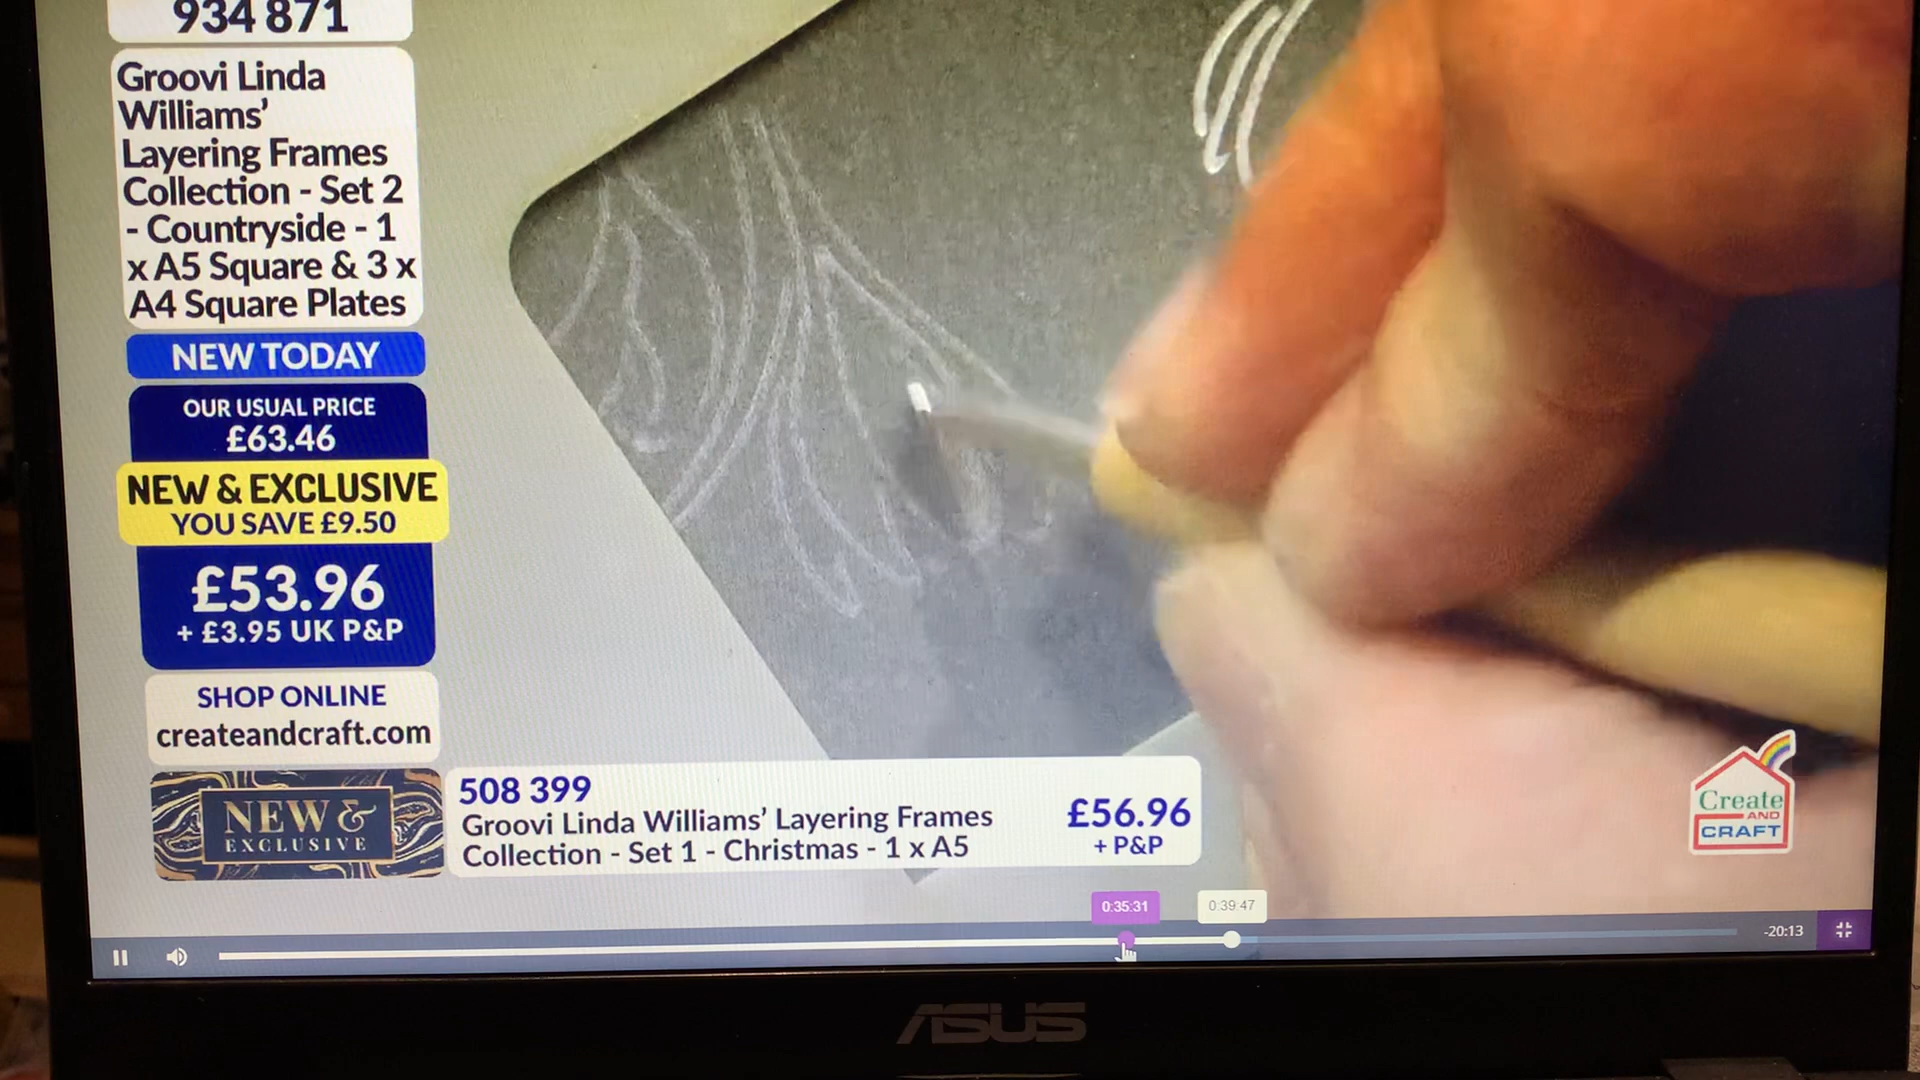 934 871
Groovi Linda
Williams’
Layering Frames
Collection - Set 2
- Countryside - 1
x A5 Square & 3 x
A4 Square Plates
NEW TODAY
OUR USUAL PRICE
£63.46
NEW & EXCLUSIVE
YOU SAVE £9.50
£53.96
+ £3.95 UK P&P
SHOP ONLINE
createandcraft.com
NEW &
EXCLUSIVE
508 399
Groovi Linda Williams’ Layering Frames
Collection - Set 1 - Christmas - 1 x A5
£56.96
+ P&P
Create
AND
CRAFT
0:35:31
0:39:47
-20:13
ASUS